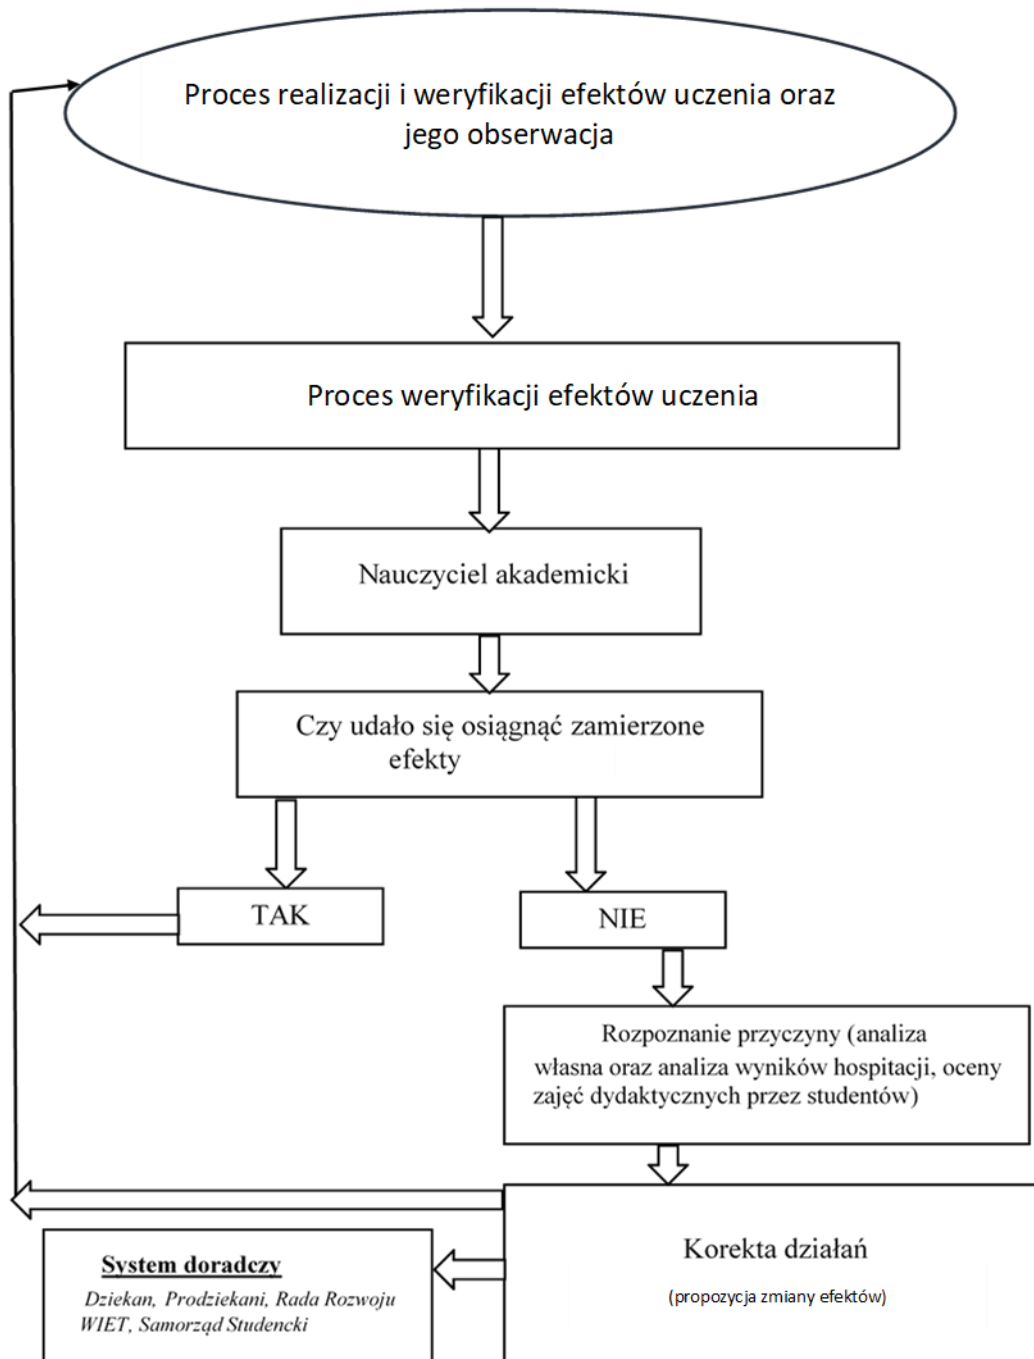 Proces realizacji i weryfikacji efektów uczenia oraz
jego obserwacja
Proces weryfikacji efektów uczenia
Nauczyciel akademicki
Czy udało się osiągnąć zamierzone
efekty
TAK
NIE
Rozpoznanie przyczyny (analiza
własna oraz analiza wyników hospitacji, oceny
zajęć dydaktycznych przez studentów)
Korekta działań
(propozycja zmiany efektów)
System doradczy
Dziekan, Prodziekani, Rada Rozwoju
WIET, Samorząd Studencki